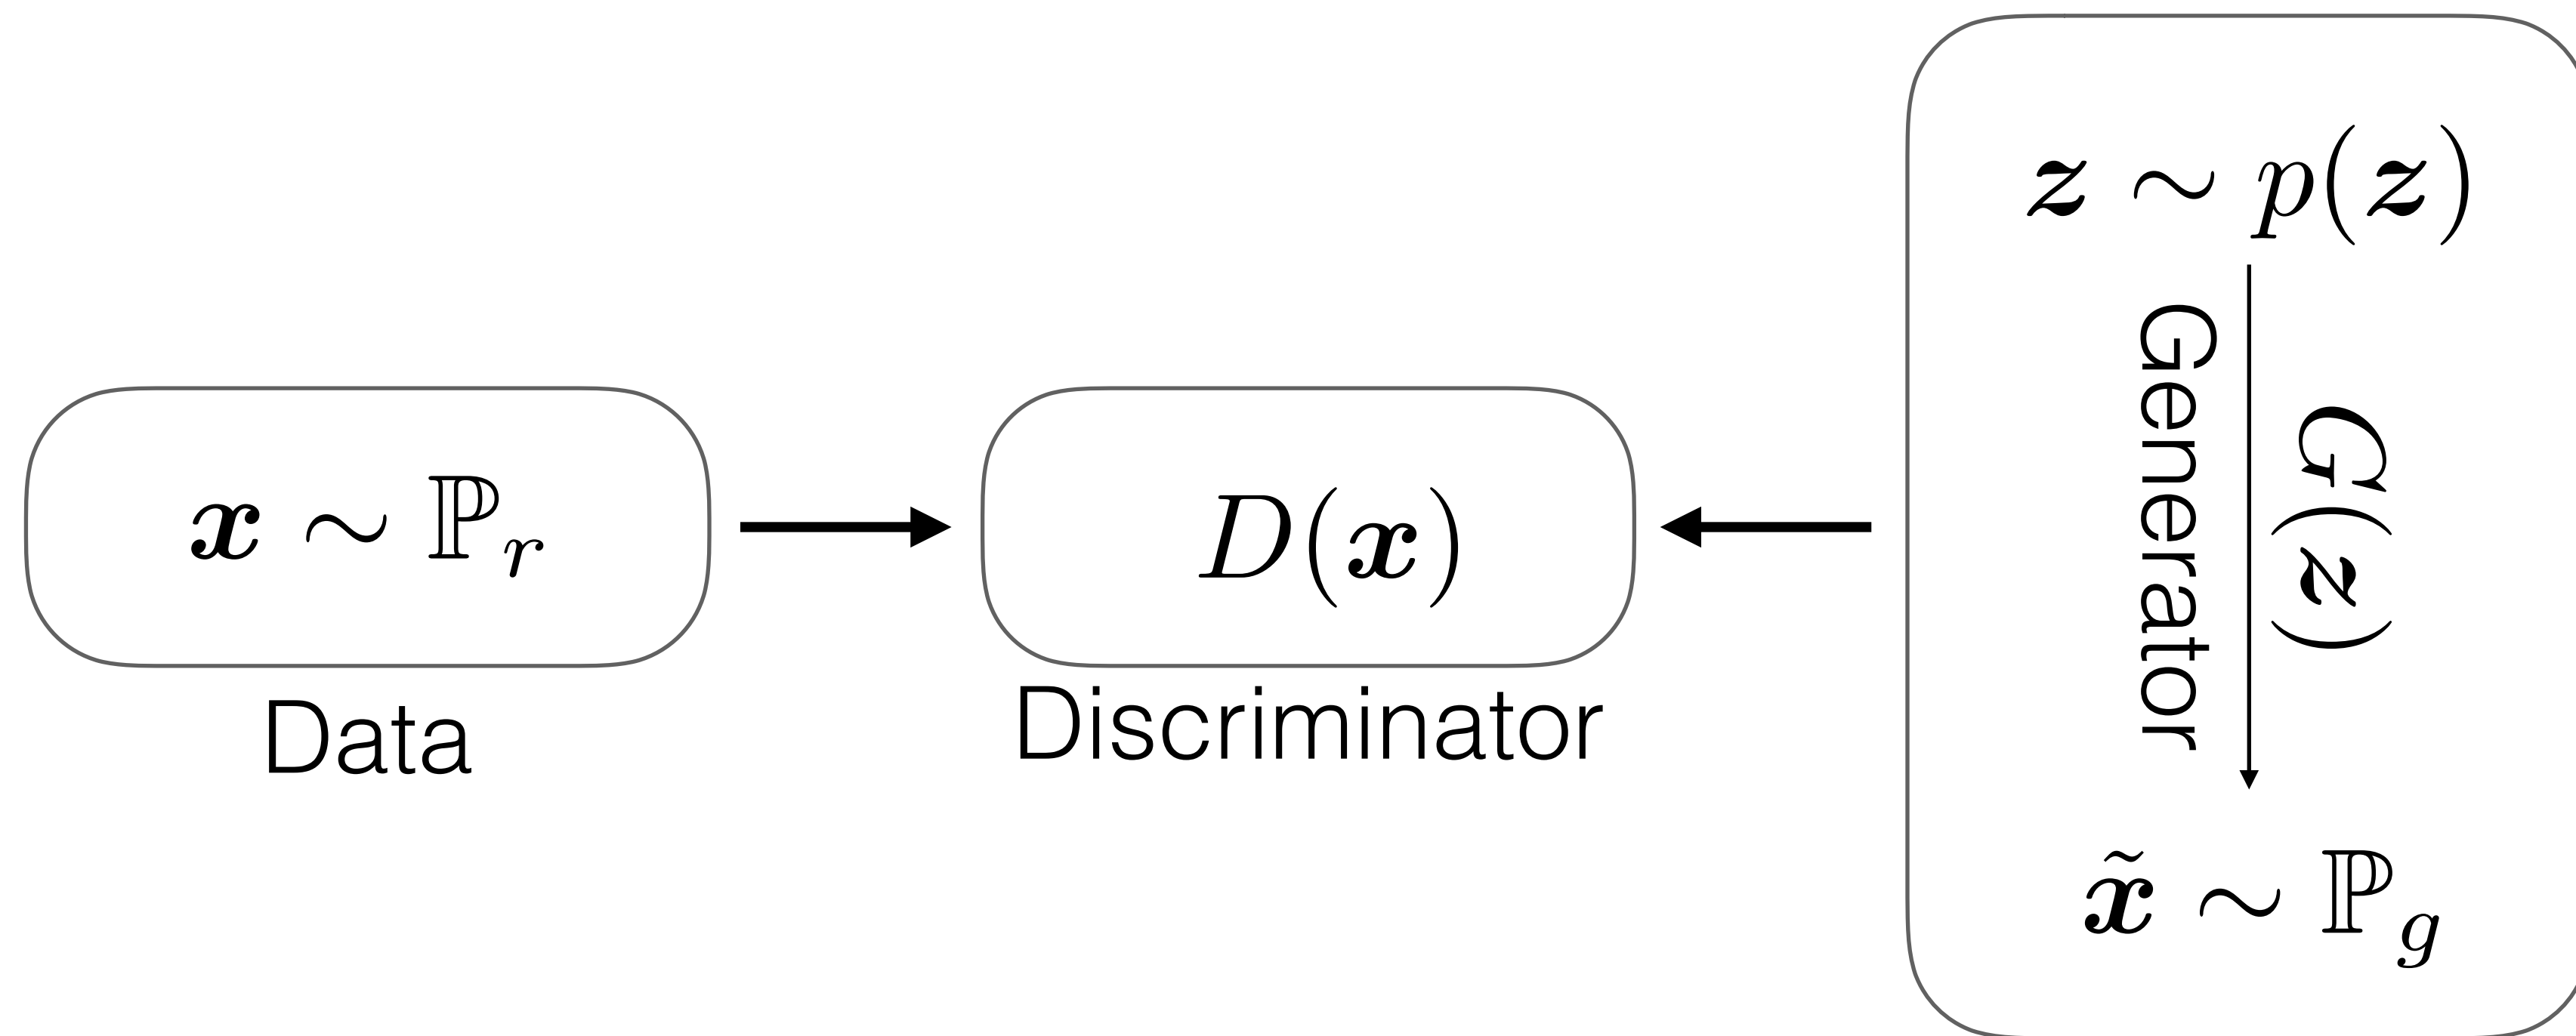 x ~ ℙ_r
Data
D(x)
Discriminator
z ~ p(z)
Generator
G(z)
x̃ ~ ℙ_g